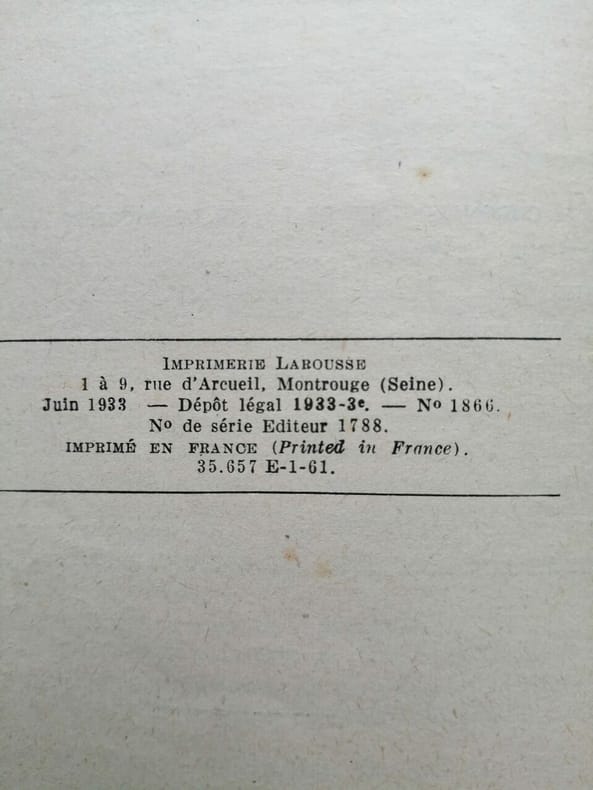 IMPRIMERIE LAROUSSE
1 à 9, rue d'Arcueil, Montrouge (Seine).
Juin 1933 — Dépôt légal 1933-3e. — No 1866.
No de série Editeur 1788.
IMPRIMÉ EN FRANCE (Printed in France).
35.657 E-1-61.